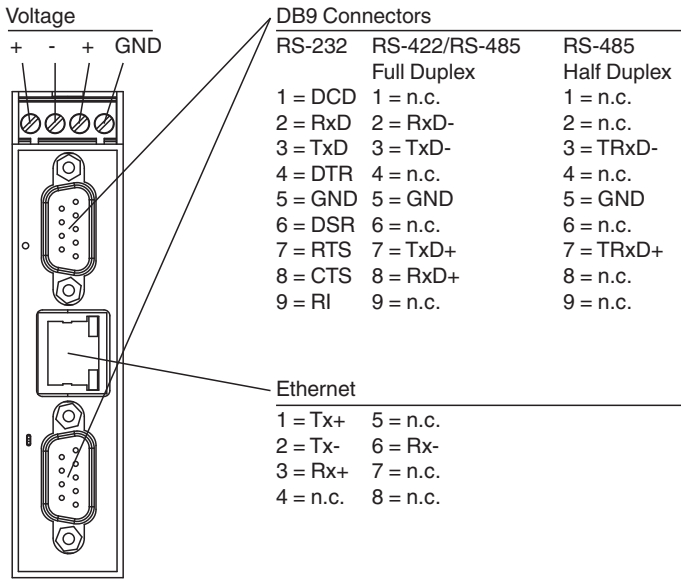 Voltage
+ - + GND
DB9 Connectors
RS-232 RS-422/RS-485 RS-485
Full Duplex Half Duplex
1 = DCD 1 = n.c. 1 = n.c.
2 = RxD 2 = RxD- 2 = n.c.
3 = TxD 3 = TxD- 3 = TRxD-
4 = DTR 4 = n.c. 4 = n.c.
5 = GND 5 = GND 5 = GND
6 = DSR 6 = n.c. 6 = n.c.
7 = RTS 7 = TxD+ 7 = TRxD+
8 = CTS 8 = RxD+ 8 = n.c.
9 = RI 9 = n.c. 9 = n.c.
Ethernet
1 = Tx+ 5 = n.c.
2 = Tx- 6 = Rx-
3 = Rx+ 7 = n.c.
4 = n.c. 8 = n.c.